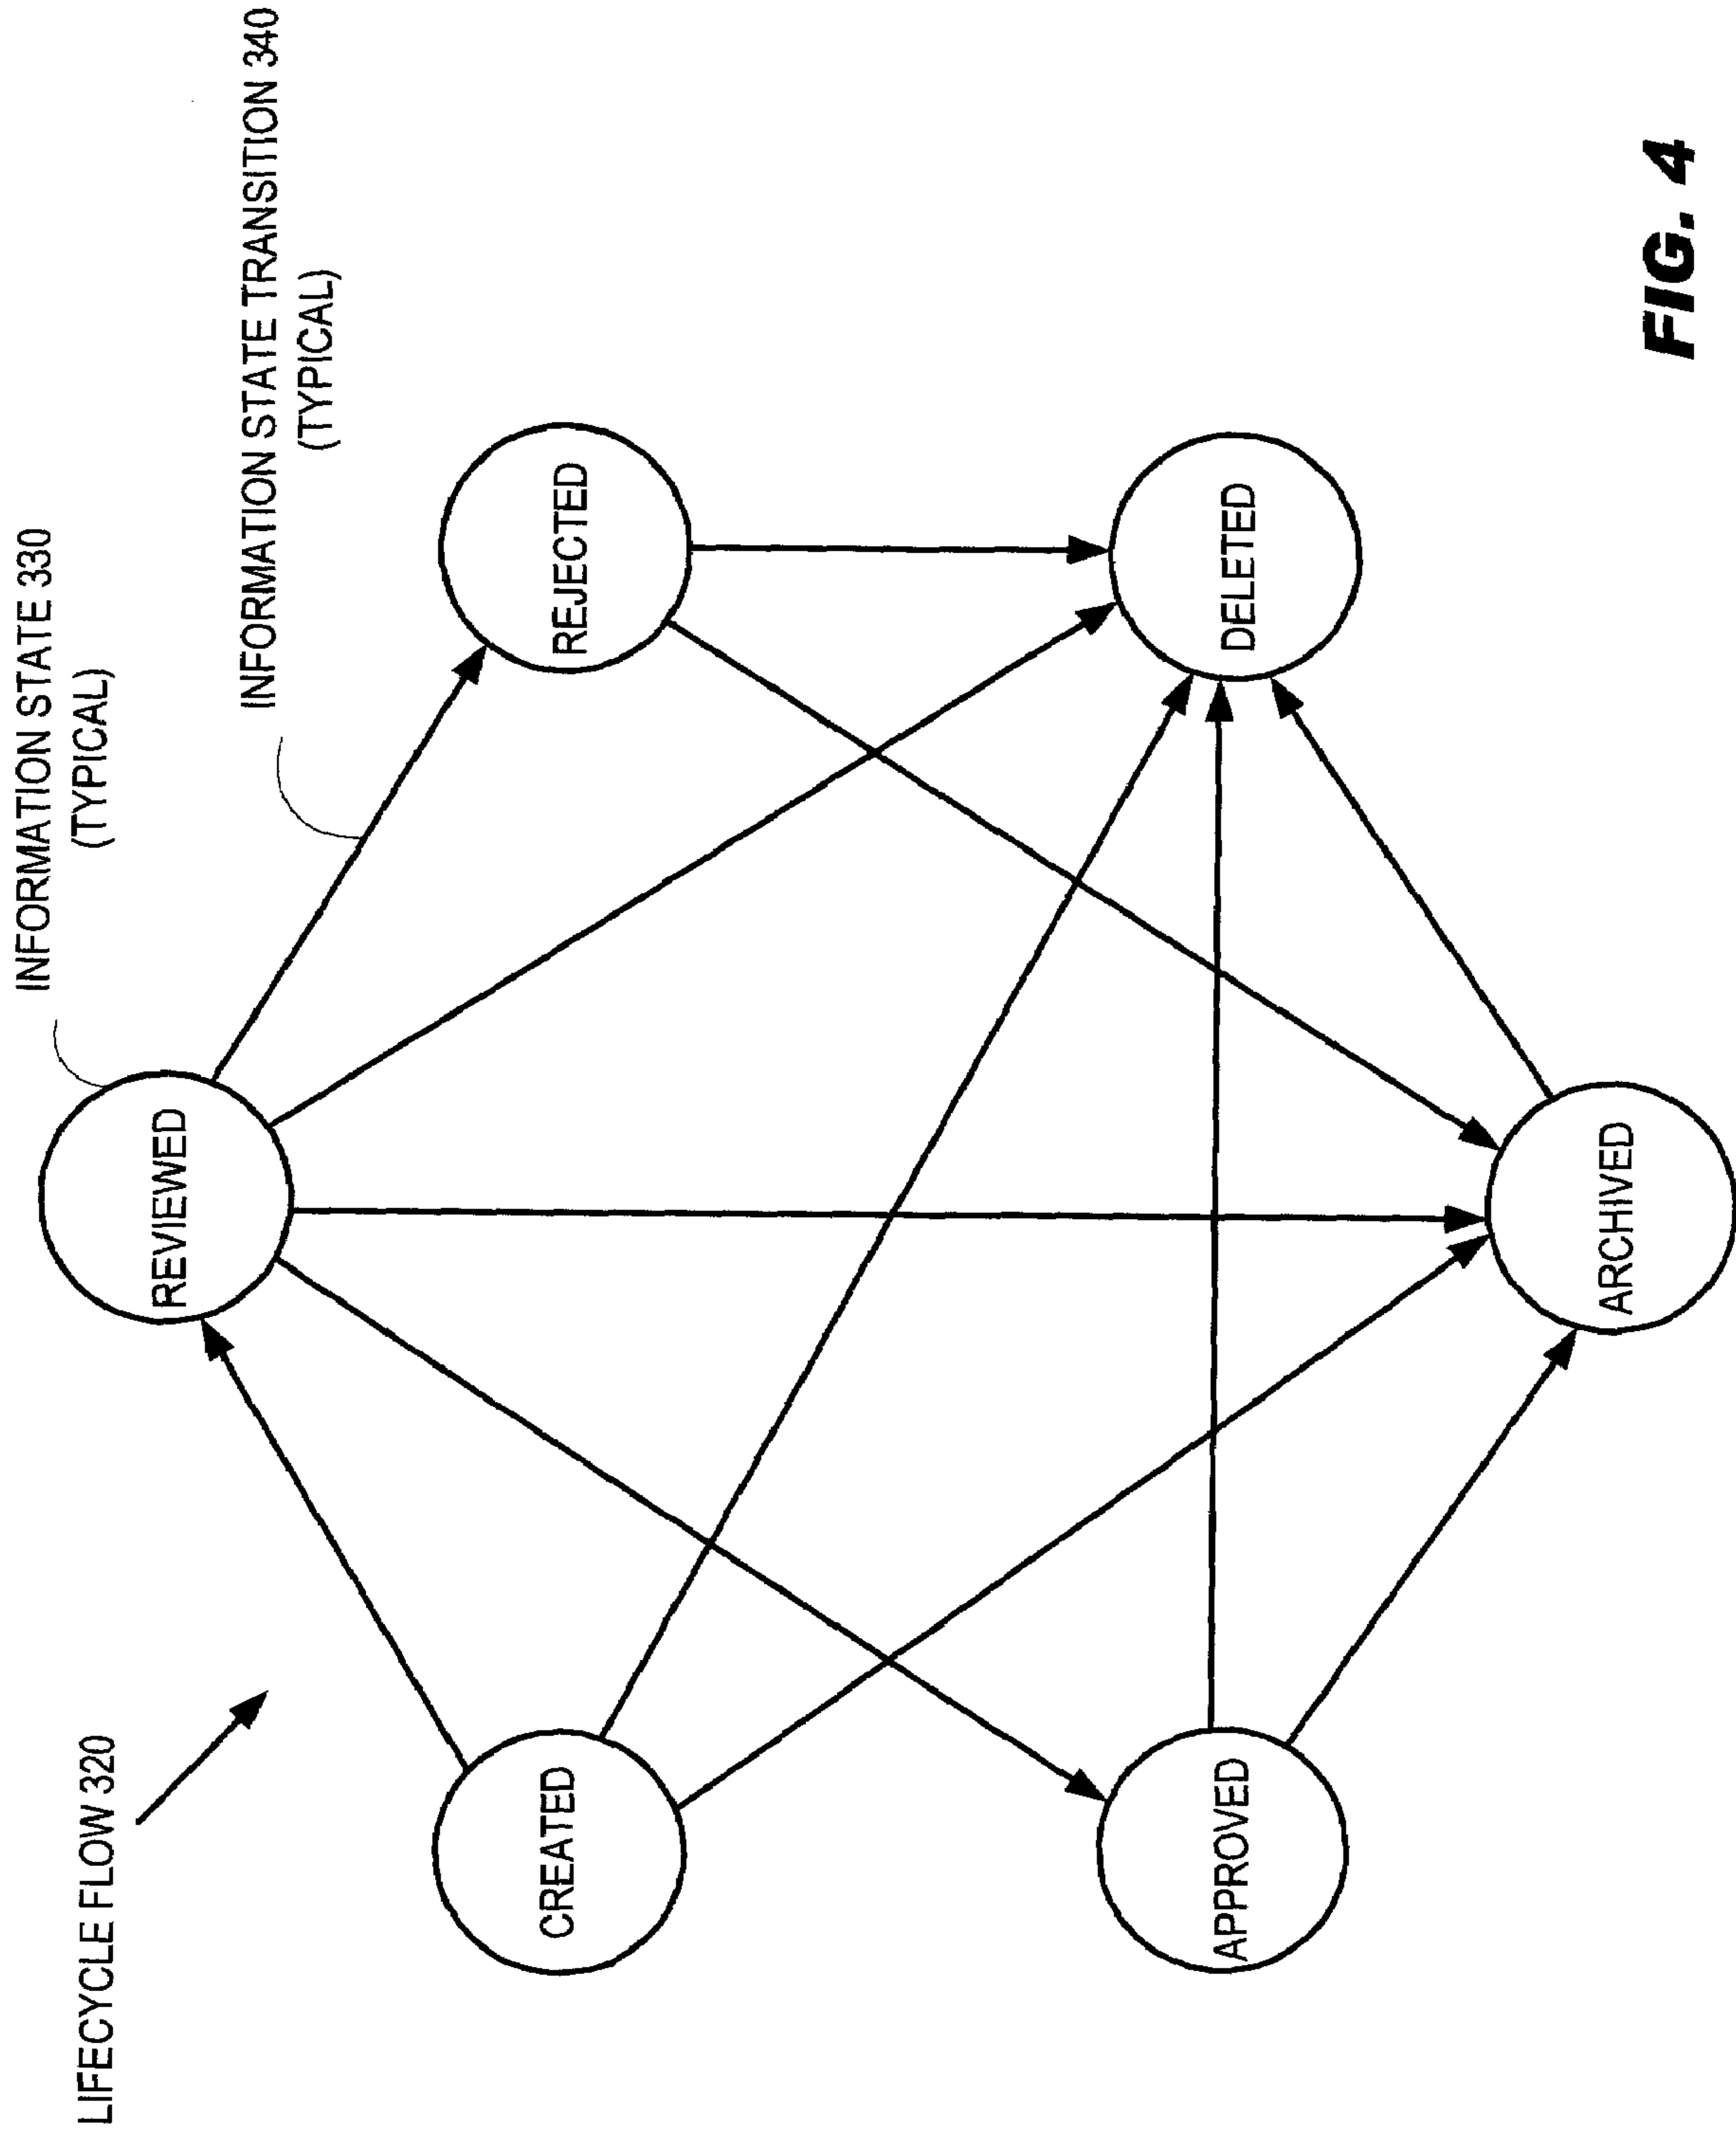 LIFECYCLE FLOW 320
INFORMATION STATE 330
(TYPICAL)
INFORMATION STATE TRANSITION 340
(TYPICAL)
REVIEWED
CREATED
REJECTED
APPROVED
DELETED
ARCHIVED
FIG. 4